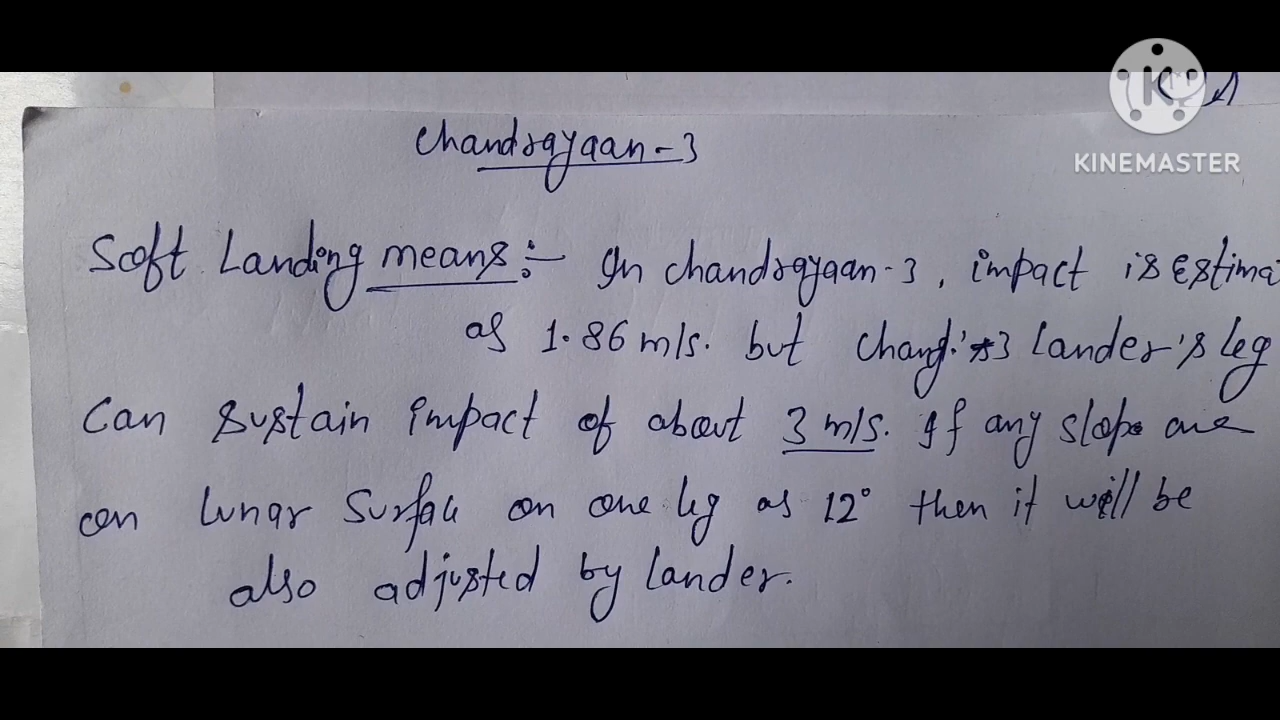 KINEMASTER
Chandrayaan-3
Soft Landing means:- In chandrayaan-3, impact is Estima
as 1.86 m/s. but chand.'3 lander's leg
Can sustain impact of about 3 m/s. If any slope are
on lunar surface on one leg as 12° then it will be
also adjusted by lander.